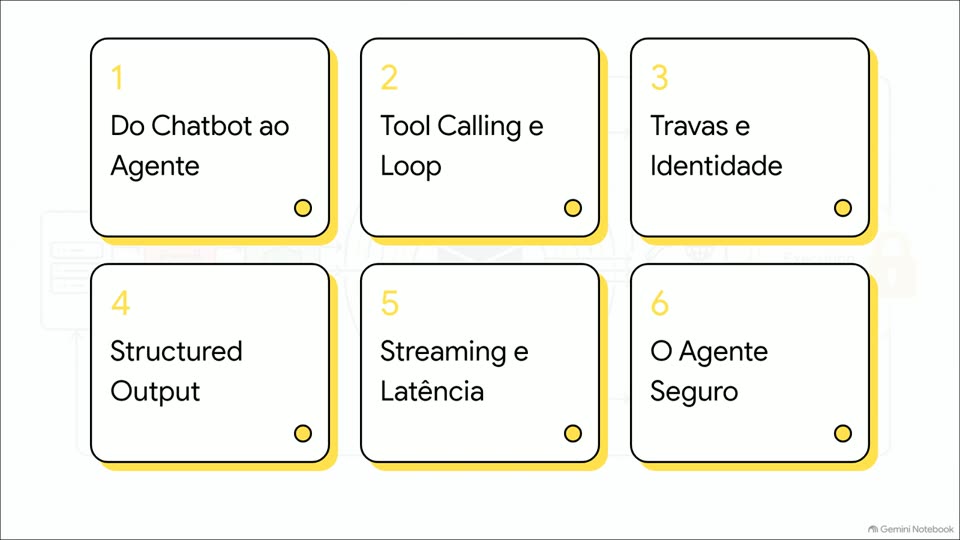 1
Do Chatbot ao
Agente
2
Tool Calling e
Loop
3
Travas e
Identidade
4
Structured
Output
5
Streaming e
Latência
6
O Agente
Seguro
Gemini Notebook